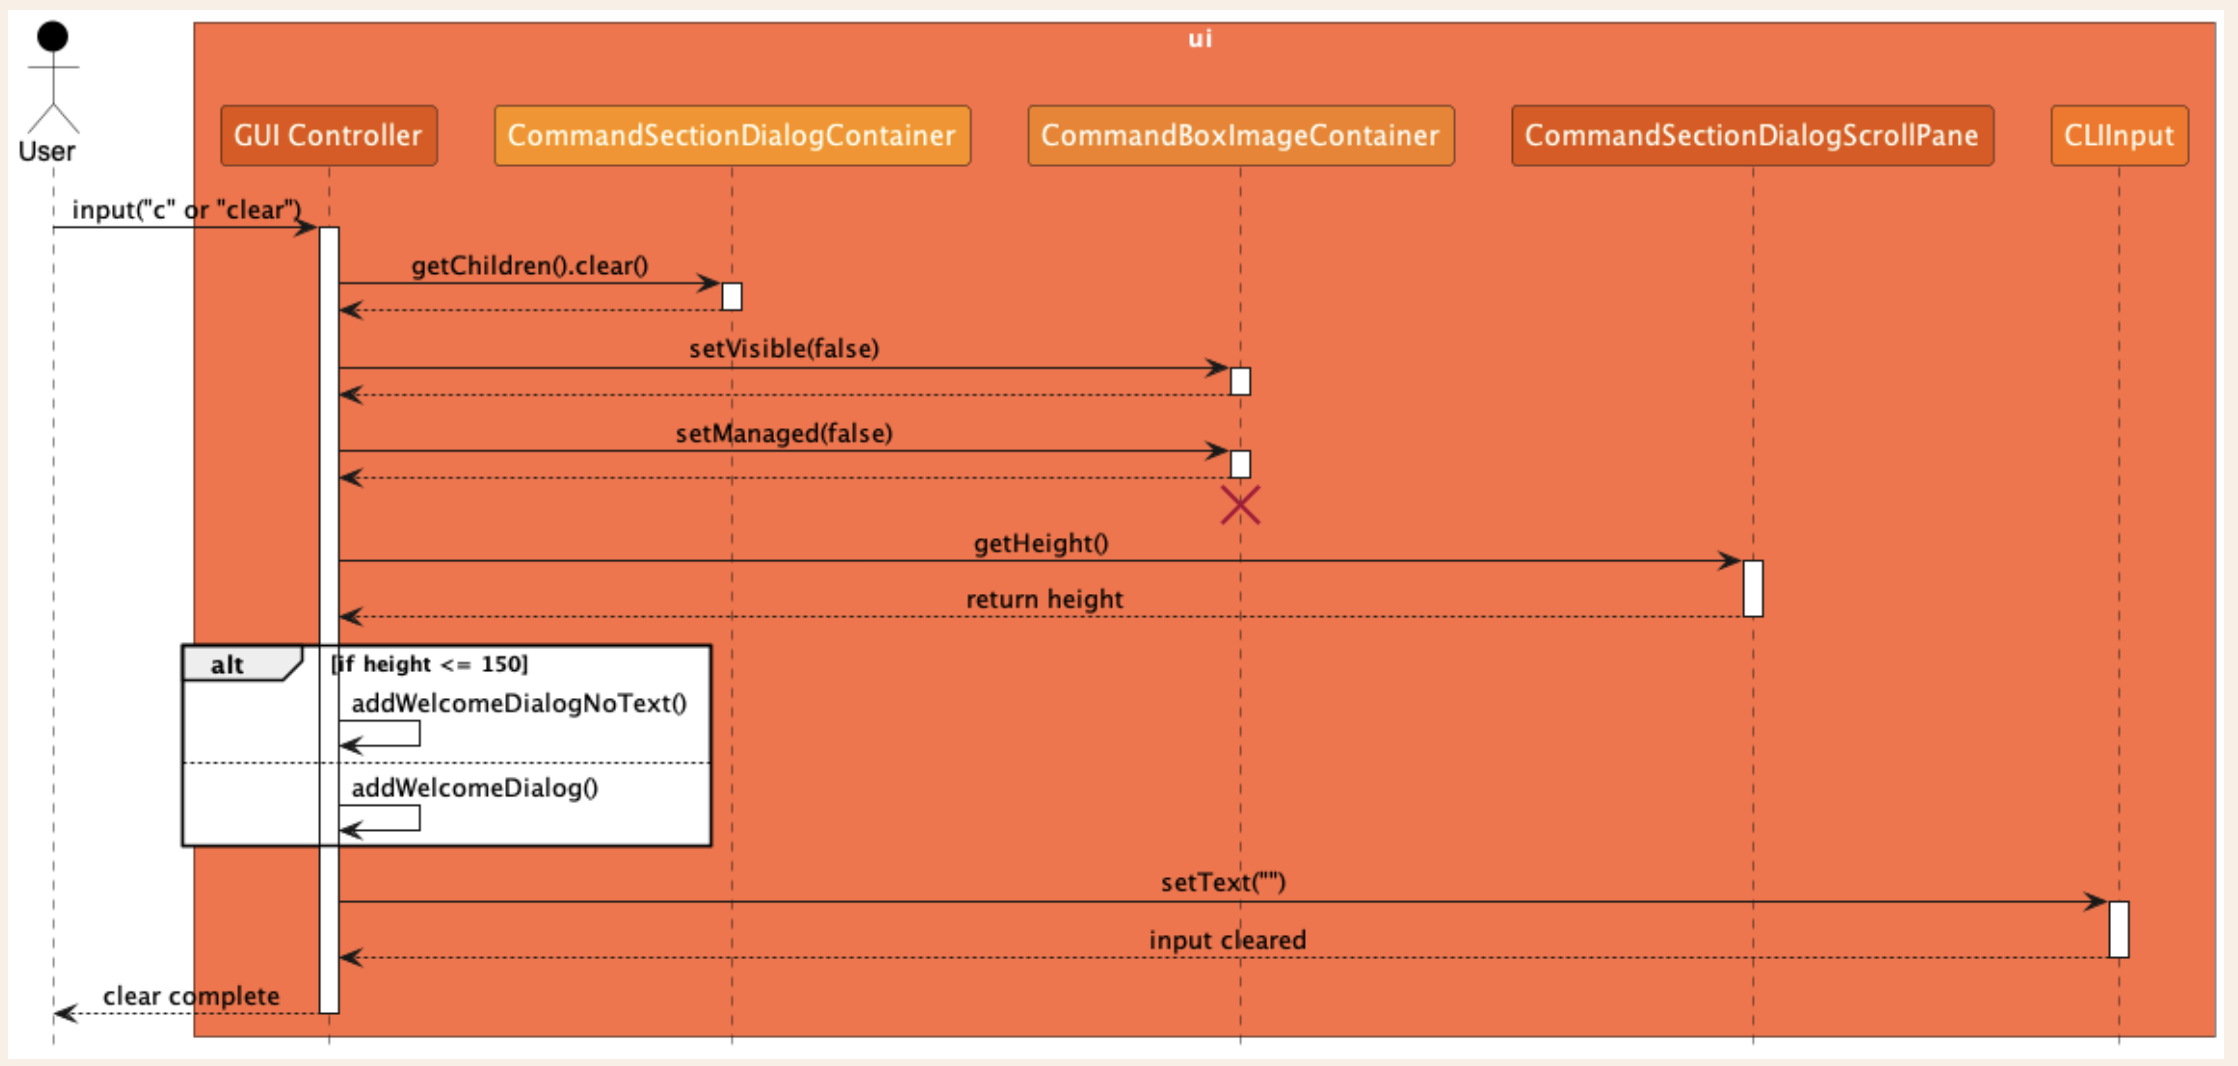 ui
User
GUI Controller
CommandSectionDialogContainer
CommandBoxImageContainer
CommandSectionDialogScrollPane
CLIInput
input("c" or "clear")
getChildren().clear()
setVisible(false)
setManaged(false)
getHeight()
return height
alt [if height <= 150]
addWelcomeDialogNoText()
addWelcomeDialog()
setText("")
input cleared
clear complete